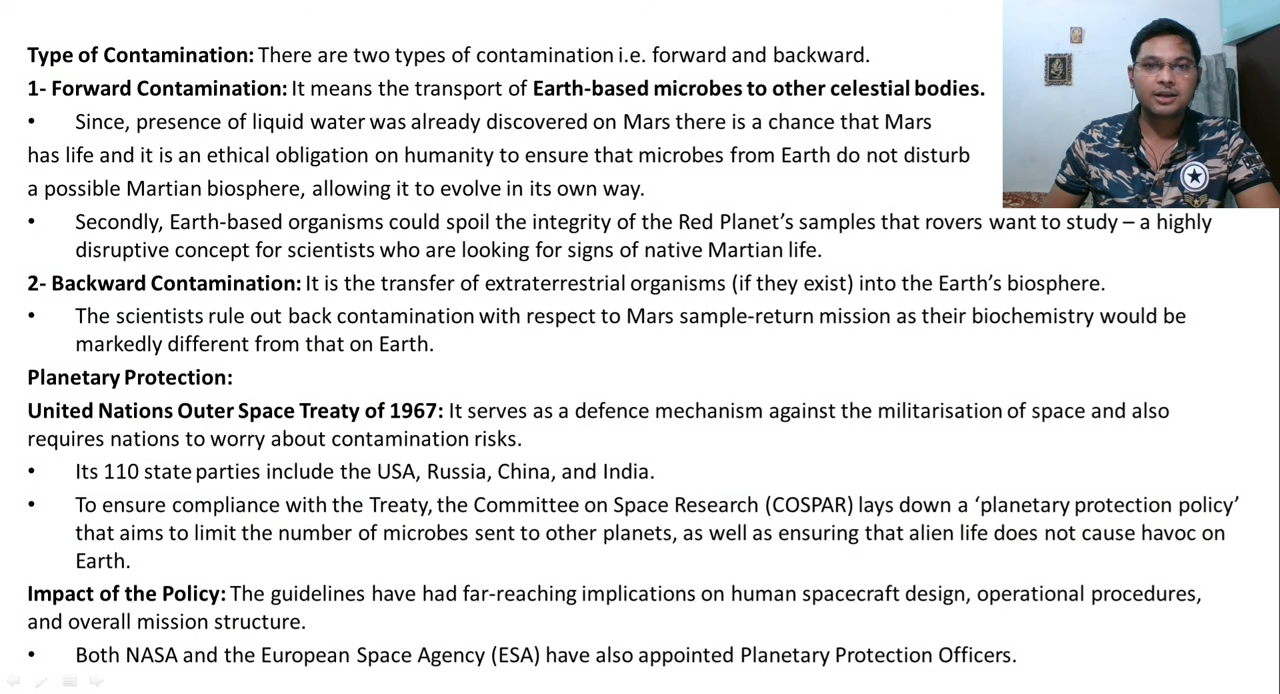 Type of Contamination: There are two types of contamination i.e. forward and backward.
1- Forward Contamination: It means the transport of Earth-based microbes to other celestial bodies.
• Since, presence of liquid water was already discovered on Mars there is a chance that Mars
has life and it is an ethical obligation on humanity to ensure that microbes from Earth do not disturb
a possible Martian biosphere, allowing it to evolve in its own way.
• Secondly, Earth-based organisms could spoil the integrity of the Red Planet’s samples that rovers want to study – a highly
disruptive concept for scientists who are looking for signs of native Martian life.
2- Backward Contamination: It is the transfer of extraterrestrial organisms (if they exist) into the Earth’s biosphere.
• The scientists rule out back contamination with respect to Mars sample-return mission as their biochemistry would be
markedly different from that on Earth.
Planetary Protection:
United Nations Outer Space Treaty of 1967: It serves as a defence mechanism against the militarisation of space and also
requires nations to worry about contamination risks.
• Its 110 state parties include the USA, Russia, China, and India.
• To ensure compliance with the Treaty, the Committee on Space Research (COSPAR) lays down a ‘planetary protection policy’
that aims to limit the number of microbes sent to other planets, as well as ensuring that alien life does not cause havoc on
Earth.
Impact of the Policy: The guidelines have had far-reaching implications on human spacecraft design, operational procedures,
and overall mission structure.
• Both NASA and the European Space Agency (ESA) have also appointed Planetary Protection Officers.